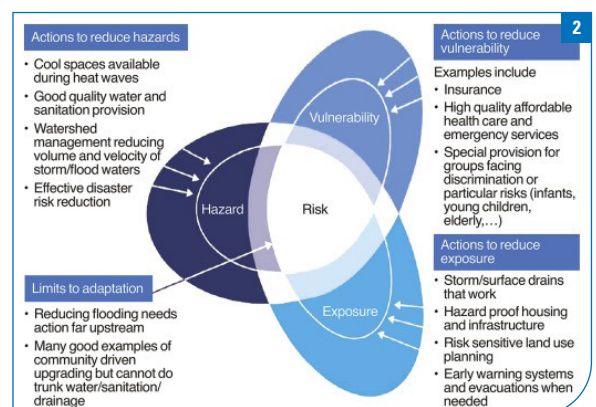 2
Actions to reduce hazards
• Cool spaces available
during heat waves
• Good quality water and
sanitation provision
• Watershed
management reducing
volume and velocity of
storm/flood waters
• Effective disaster
risk reduction
Limits to adaptation
• Reducing flooding needs
action far upstream
• Many good examples of
community driven
upgrading but cannot do
trunk water/sanitation/
drainage
Vulnerability
Hazard
Risk
Exposure
Actions to reduce
vulnerability
Examples include
• Insurance
• High quality affordable
health care and
emergency services
• Special provision for
groups facing
discrimination or
particular risks (infants,
young children,
elderly,…)
Actions to reduce
exposure
• Storm/surface drains
that work
• Hazard proof housing
and infrastructure
• Risk sensitive land use
planning
• Early warning systems
and evacuations when
needed